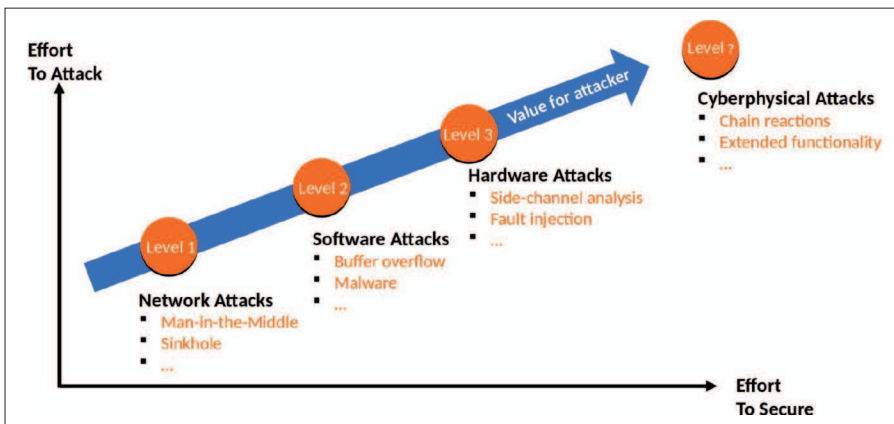 Effort
To Attack
Level ?
Value for attacker
Cyberphysical Attacks
▪ Chain reactions
▪ Extended functionality
▪ ...
Level 3
Hardware Attacks
▪ Side-channel analysis
▪ Fault injection
▪ ...
Level 2
Software Attacks
▪ Buffer overflow
▪ Malware
▪ ...
Level 1
Network Attacks
▪ Man-in-the-Middle
▪ Sinkhole
▪ ...
Effort
To Secure